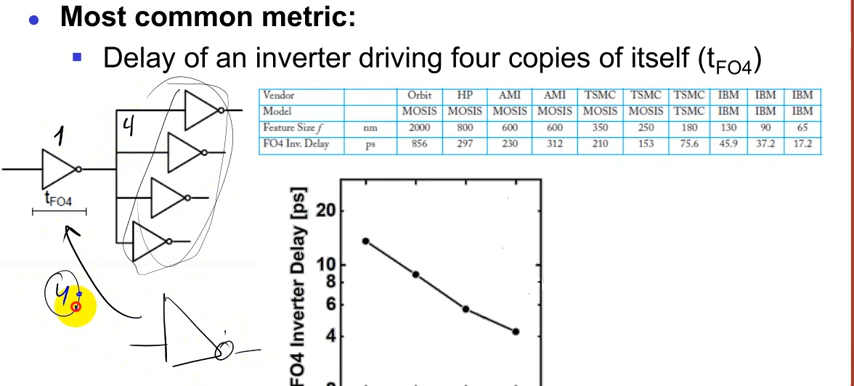 • Most common metric:
▪ Delay of an inverter driving four copies of itself (tFO4)
Vendor Orbit HP AMI AMI TSMC TSMC TSMC IBM IBM IBM
Model MOSIS MOSIS MOSIS MOSIS MOSIS MOSIS TSMC IBM IBM IBM
Feature Size f nm 2000 800 600 600 350 250 180 130 90 65
FO4 Inv. Delay ps 856 297 230 312 210 153 75.6 45.9 37.2 17.2
1
4
tFO4
4
FO4 Inverter Delay [ps]
20
10
8
6
4